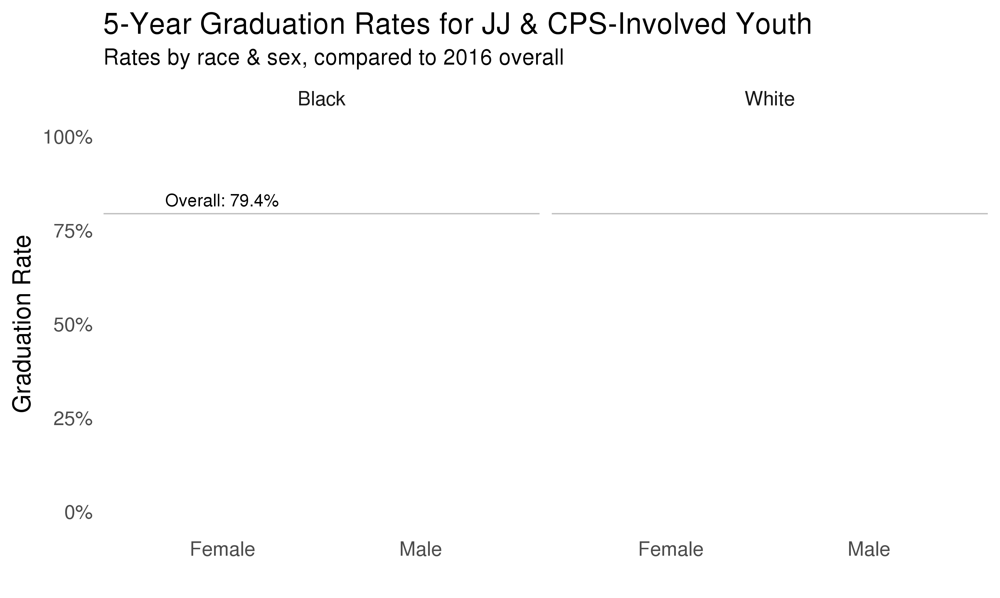 5-Year Graduation Rates for JJ & CPS-Involved Youth
Rates by race & sex, compared to 2016 overall
Black White
100%
Overall: 79.4%
75%
50%
25%
0%
Graduation Rate
Female Male Female Male